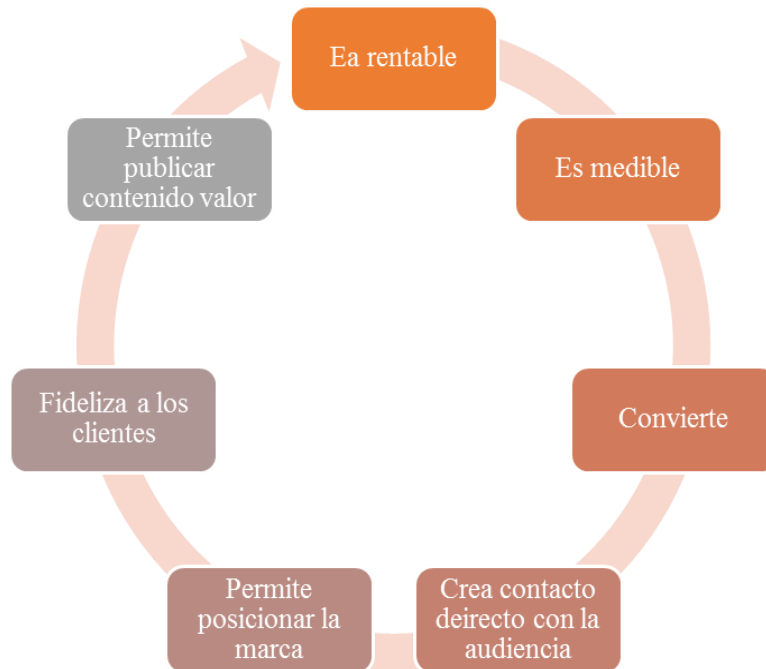 Ea rentable
Es medible
Convierte
Crea contacto
deirecto con la
audiencia
Permite
posicionar la
marca
Fideliza a los
clientes
Permite
publicar
contenido valor